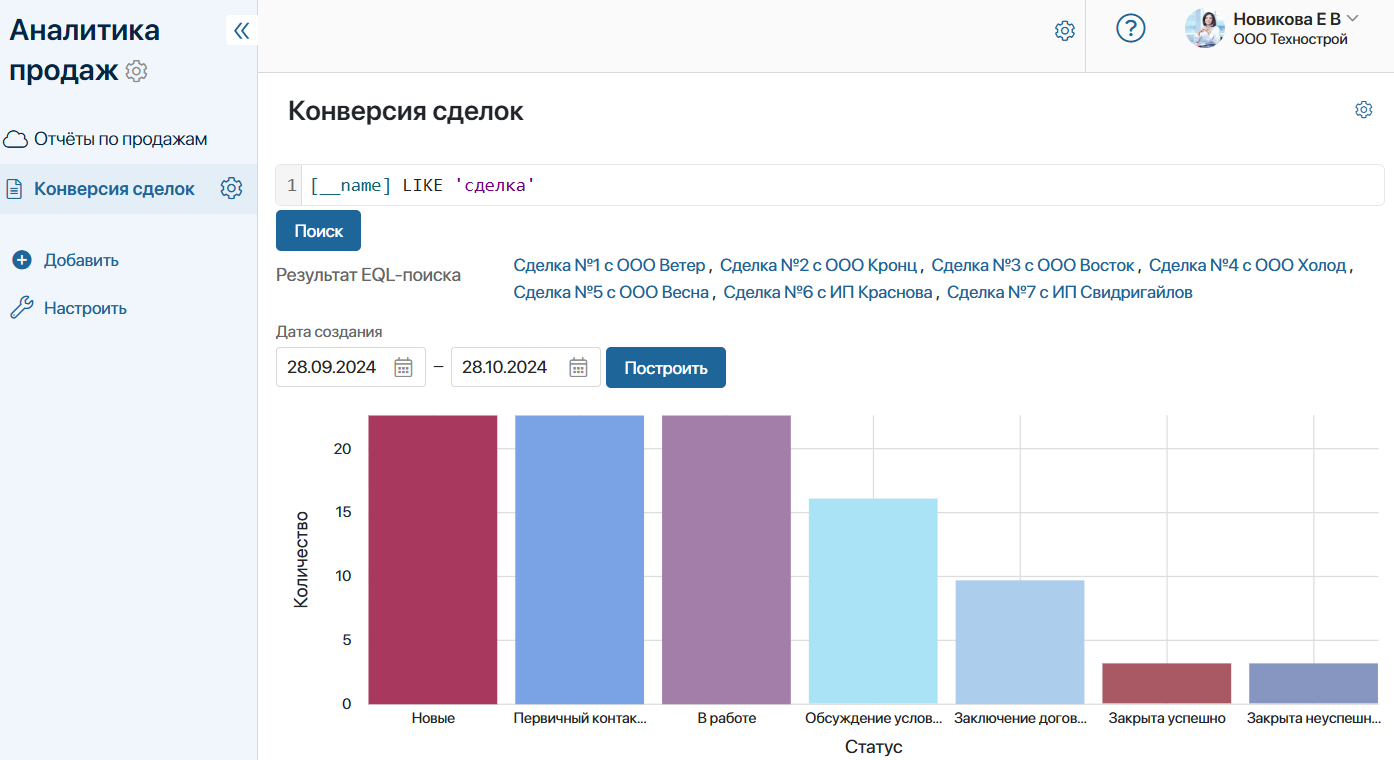 Аналитика
продаж
Отчёты по продажам
Конверсия сделок
Добавить
Настроить
?
Новикова Е В
ООО Технострой
Конверсия сделок
1 [__name] LIKE 'сделка'
Поиск
Результат EQL-поиска
Сделка №1 с ООО Ветер, Сделка №2 с ООО Кронц, Сделка №3 с ООО Восток, Сделка №4 с ООО Холод,
Сделка №5 с ООО Весна, Сделка №6 с ИП Краснова, Сделка №7 с ИП Свидригайлов
Дата создания
28.09.2024 – 28.10.2024 Построить
20
15
10
5
0
Количество
Новые Первичный контак... В работе Обсуждение услов... Заключение догов... Закрыта успешно Закрыта неуспешн...
Статус